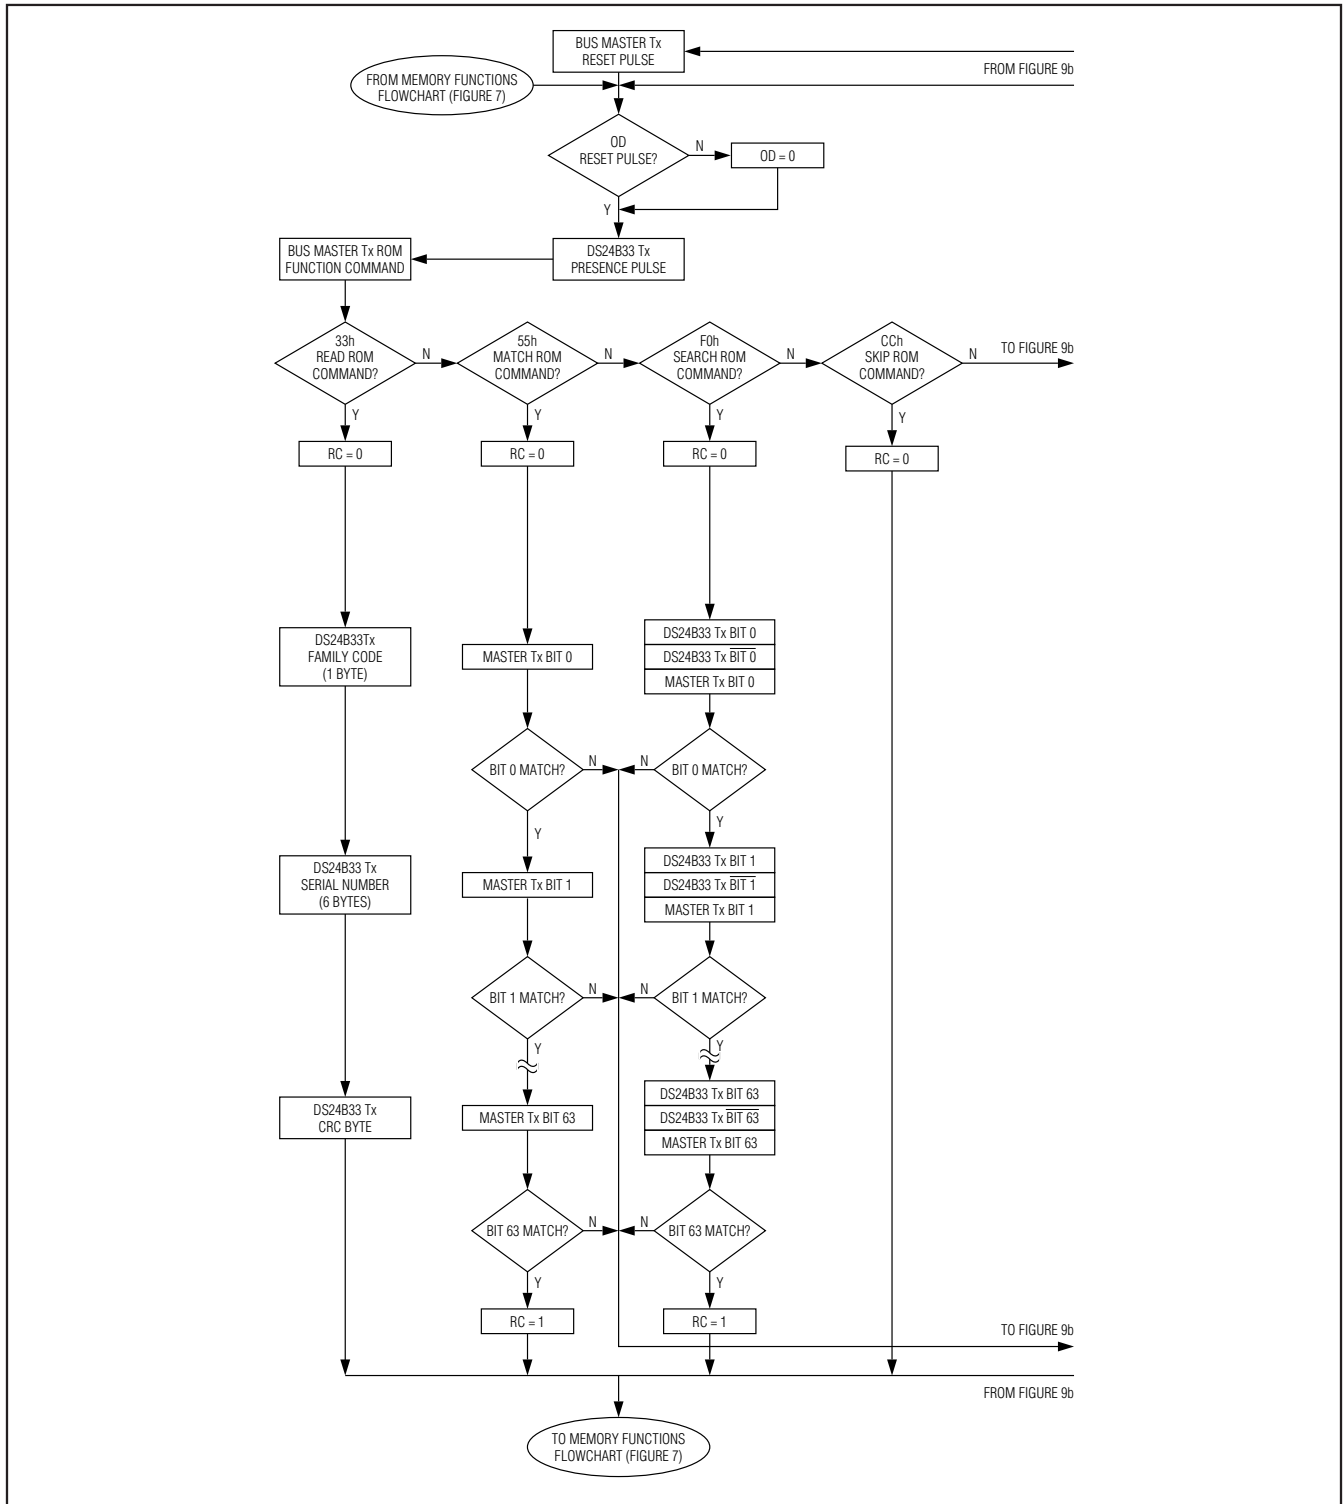 BUS MASTER Tx
RESET PULSE
FROM FIGURE 9b
FROM MEMORY FUNCTIONS
FLOWCHART (FIGURE 7)
OD
RESET PULSE?
N
OD = 0
Y
BUS MASTER Tx ROM
FUNCTION COMMAND
DS24B33 Tx
PRESENCE PULSE
33h
READ ROM
COMMAND?
N
55h
MATCH ROM
COMMAND?
N
F0h
SEARCH ROM
COMMAND?
N
CCh
SKIP ROM
COMMAND?
N
TO FIGURE 9b
Y
Y
Y
Y
RC = 0
RC = 0
RC = 0
RC = 0
DS24B33Tx
FAMILY CODE
(1 BYTE)
MASTER Tx BIT 0
DS24B33 Tx BIT 0
DS24B33 Tx B̅I̅T̅ ̅0̅
MASTER Tx BIT 0
BIT 0 MATCH?
N
N
BIT 0 MATCH?
Y
Y
DS24B33 Tx
SERIAL NUMBER
(6 BYTES)
MASTER Tx BIT 1
DS24B33 Tx BIT 1
DS24B33 Tx B̅I̅T̅ ̅1̅
MASTER Tx BIT 1
BIT 1 MATCH?
N
N
BIT 1 MATCH?
Y
Y
DS24B33 Tx
CRC BYTE
MASTER Tx BIT 63
DS24B33 Tx BIT 63
DS24B33 Tx B̅I̅T̅ ̅6̅3̅
MASTER Tx BIT 63
BIT 63 MATCH?
N
N
BIT 63 MATCH?
Y
Y
RC = 1
RC = 1
TO FIGURE 9b
FROM FIGURE 9b
TO MEMORY FUNCTIONS
FLOWCHART (FIGURE 7)